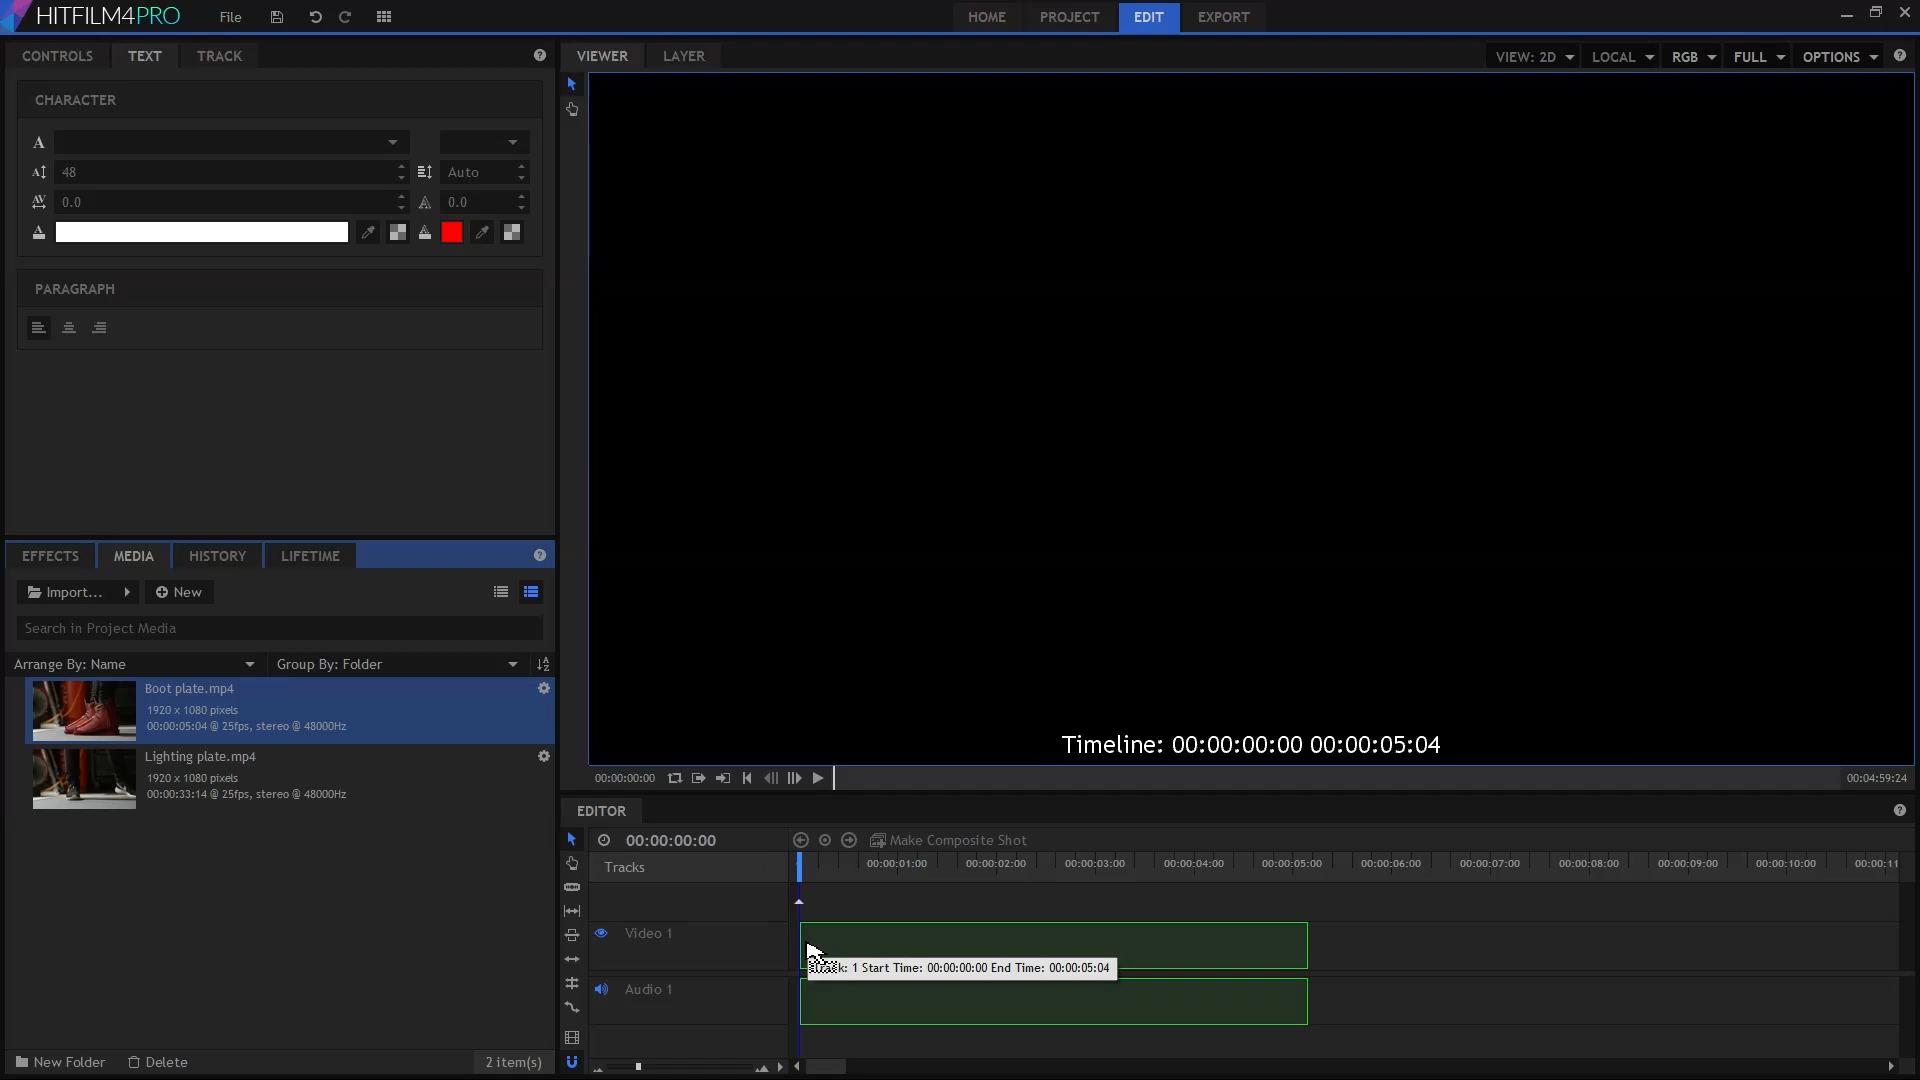 HITFILM4PRO File HOME PROJECT EDIT EXPORT
CONTROLS TEXT TRACK
VIEWER LAYER VIEW: 2D LOCAL RGB FULL OPTIONS
CHARACTER
48 Auto
0.0 0.0
PARAGRAPH
EFFECTS MEDIA HISTORY LIFETIME
Import... New
Search in Project Media
Arrange By: Name Group By: Folder
Boot plate.mp4
1920 x 1080 pixels
00:00:05:04 @ 25fps, stereo @ 48000Hz
Lighting plate.mp4
1920 x 1080 pixels
00:00:33:14 @ 25fps, stereo @ 48000Hz
New Folder Delete 2 item(s)
Timeline: 00:00:00:00 00:00:05:04
00:00:00:00 00:04:59:24
EDITOR
00:00:00:00 Make Composite Shot
Tracks 00:00:01:00 00:00:02:00 00:00:03:00 00:00:04:00 00:00:05:00 00:00:06:00 00:00:07:00 00:00:08:00 00:00:09:00 00:00:10:00 00:00:11
Video 1
: 1 Start Time: 00:00:00:00 End Time: 00:00:05:04
Audio 1